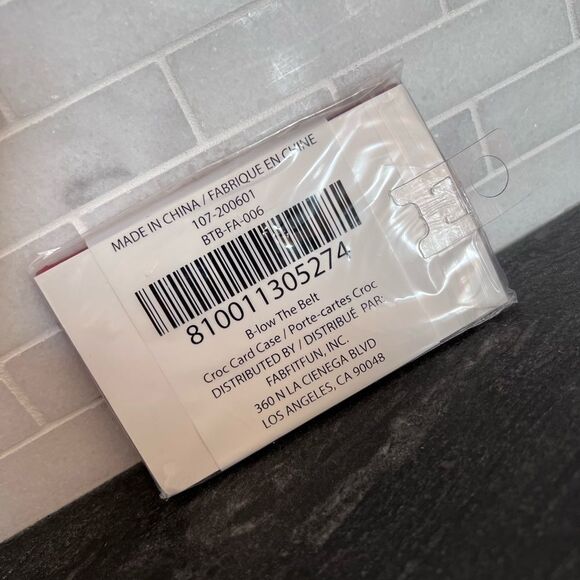 MADE IN CHINA / FABRIQUE EN CHINE
107-200601
BTB-FA-006
810011305274
B-low The Belt
Croc Card Case / Porte-cartes Croc
DISTRIBUTED BY / DISTRIBUÉ PAR:
FABFITFUN, INC.
360 N LA CIENEGA BLVD
LOS ANGELES, CA 90048